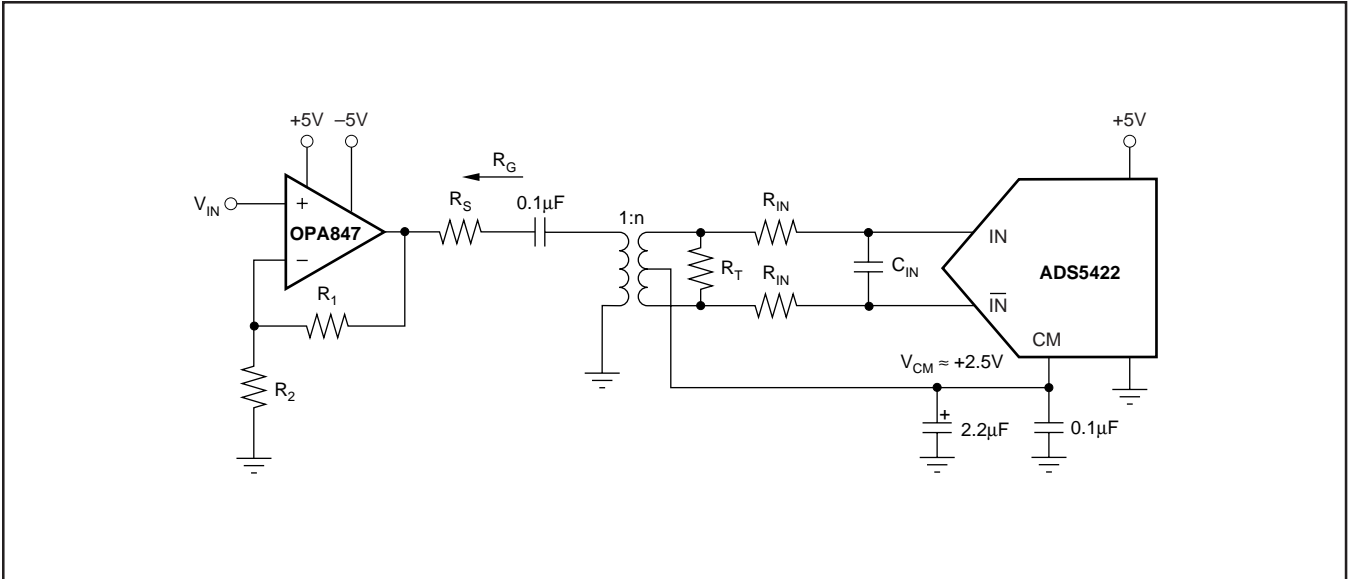 +5V
–5V
+5V
R_G
V_IN
+
OPA847
–
R_S
0.1μF
1:n
R_IN
IN
R_T
C_IN
ADS5422
R_IN
I̅N̅
R_1
CM
V_CM ≈ +2.5V
R_2
+
2.2μF
0.1μF